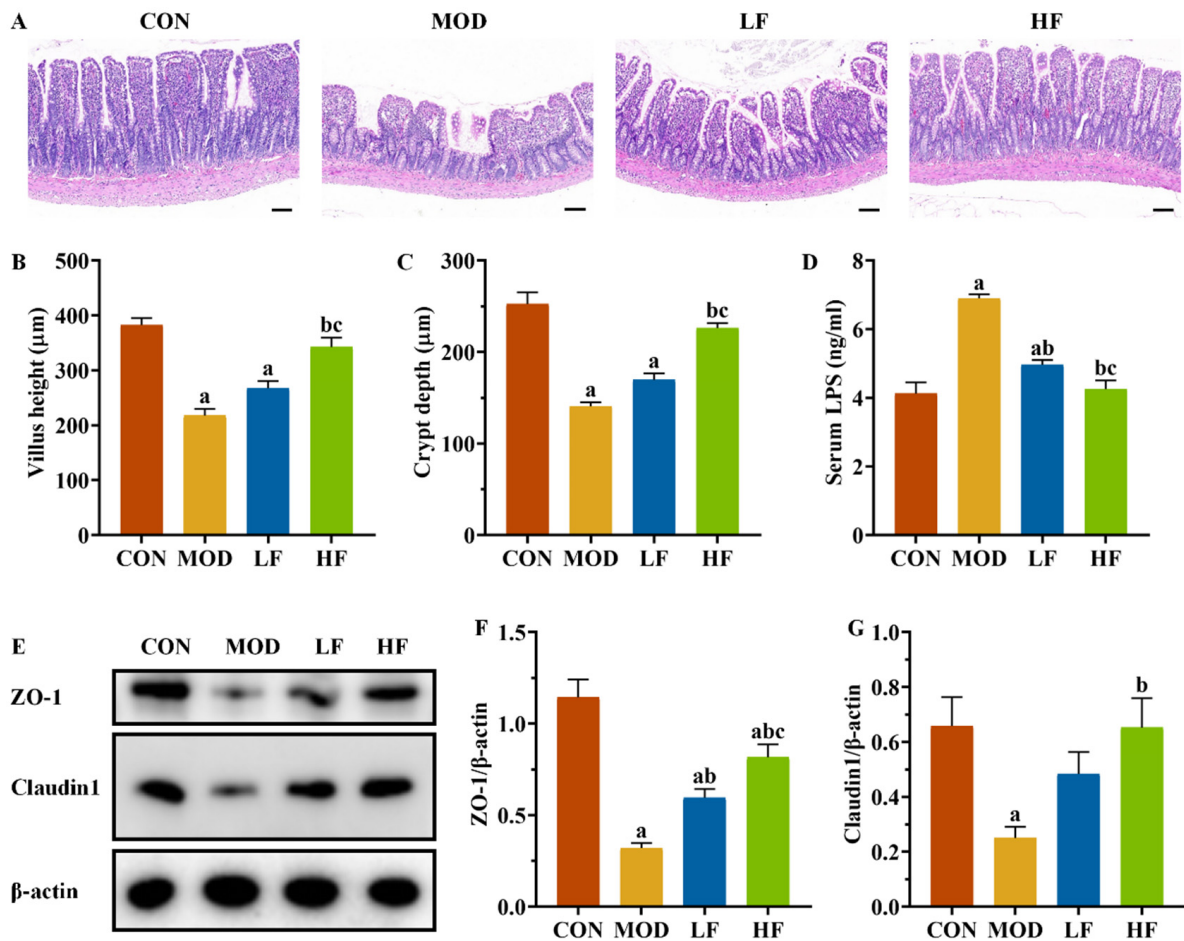 A CON MOD LF HF
B C D
500
400
300
200
100
0
Villus height (μm)
a
a
bc
CON MOD LF HF
300
200
100
0
Crypt depth (μm)
a
a
bc
CON MOD LF HF
8
6
4
2
0
Serum LPS (ng/ml)
a
ab
bc
CON MOD LF HF
E CON MOD LF HF
ZO-1
Claudin1
β-actin
F
1.5
1.0
0.5
0.0
ZO-1/β-actin
a
ab
abc
CON MOD LF HF
G
1.0
0.8
0.6
0.4
0.2
0.0
Claudin1/β-actin
a
b
CON MOD LF HF